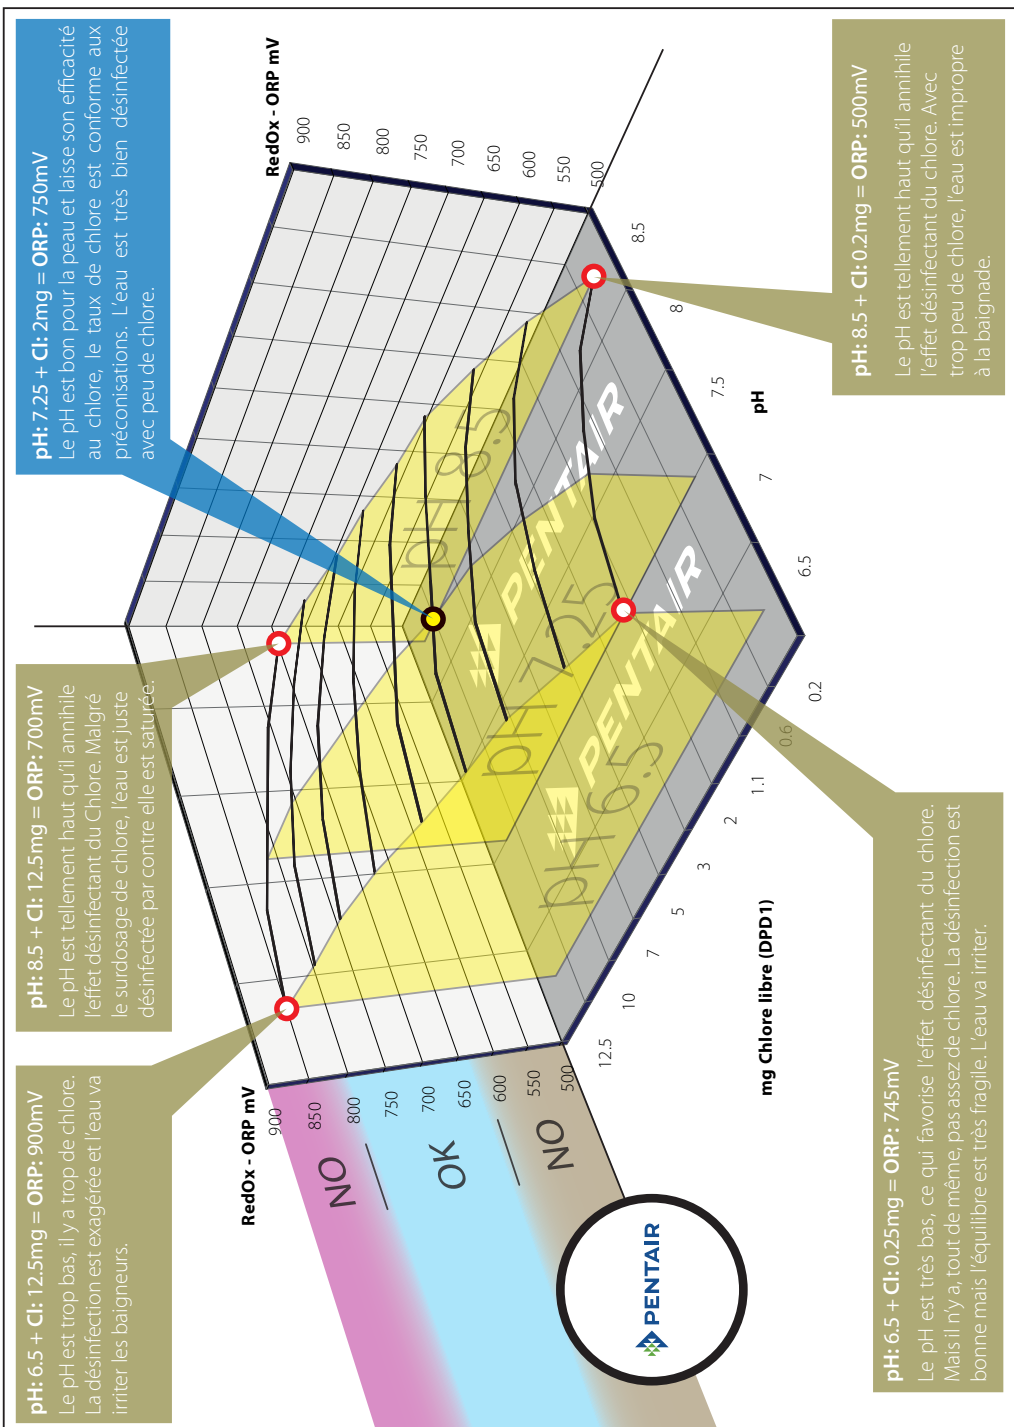 pH: 6.5 + Cl: 12.5mg = ORP: 900mV
Le pH est trop bas, il y a trop de chlore.
La désinfection est exagérée et l'eau va
irriter les baigneurs.
pH: 8.5 + Cl: 12.5mg = ORP: 700mV
Le pH est tellement haut qu'il annihile
l'effet désinfectant du Chlore. Malgré
le surdosage de chlore, l'eau est juste
désinfectée par contre elle est saturée.
pH: 7.25 + Cl: 2mg = ORP: 750mV
Le pH est bon pour la peau et laisse son efficacité
au chlore, le taux de chlore est conforme aux
préconisations. L'eau est très bien désinfectée
avec peu de chlore.
RedOx - ORP mV
900
850
800
750
700
650
600
550
500
NO
OK
NO
RedOx - ORP mV
900
850
800
750
700
650
600
550
500
pH 8.5
pH 7.25
pH 6.5
PENTAIR
PENTAIR
12.5
10
7
5
3
2
1.1
0.6
0.2
mg Chlore libre (DPD1)
6.5
7
7.5
8
8.5
pH
PENTAIR
pH: 6.5 + Cl: 0.25mg = ORP: 745mV
Le pH est très bas, ce qui favorise l'effet désinfectant du chlore.
Mais il n'y a, tout de même, pas assez de chlore. La désinfection est
bonne mais l'équilibre est très fragile. L'eau va irriter.
pH: 8.5 + Cl: 0.2mg = ORP: 500mV
Le pH est tellement haut qu'il annihile
l'effet désinfectant du chlore. Avec
trop peu de chlore, l'eau est impropre
à la baignade.